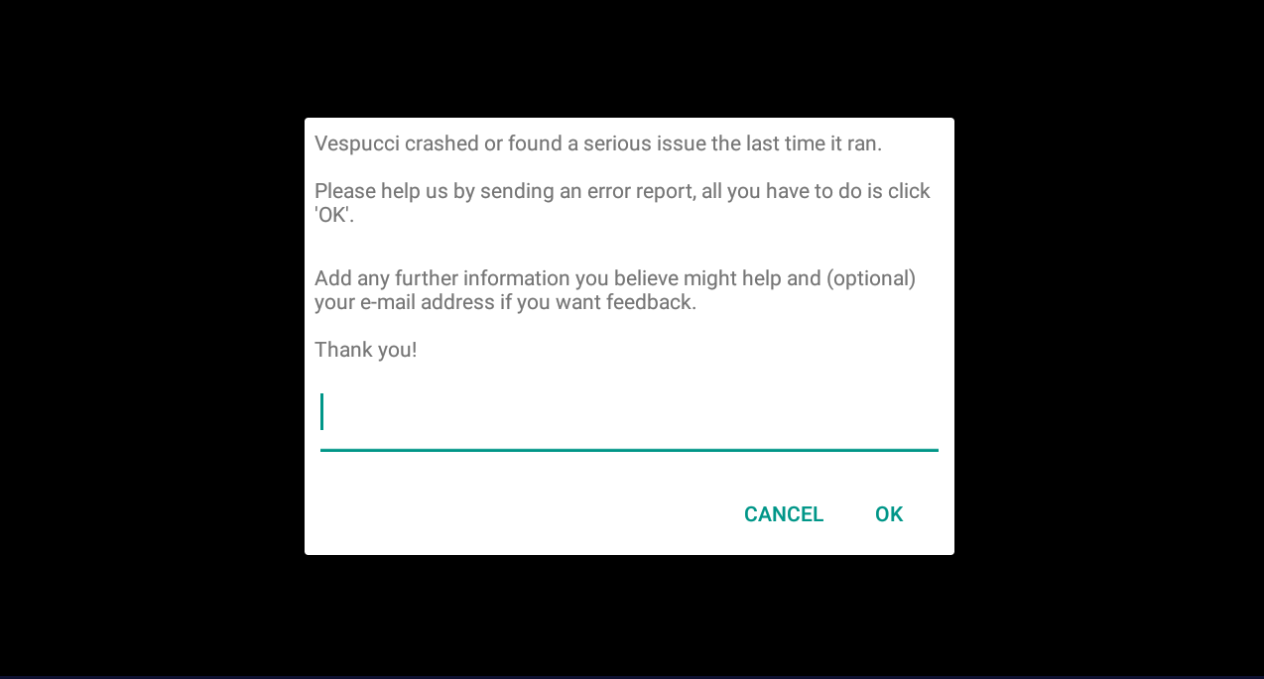 Vespucci crashed or found a serious issue the last time it ran.
Please help us by sending an error report, all you have to do is click
'OK'.
Add any further information you believe might help and (optional)
your e-mail address if you want feedback.
Thank you!
CANCEL OK